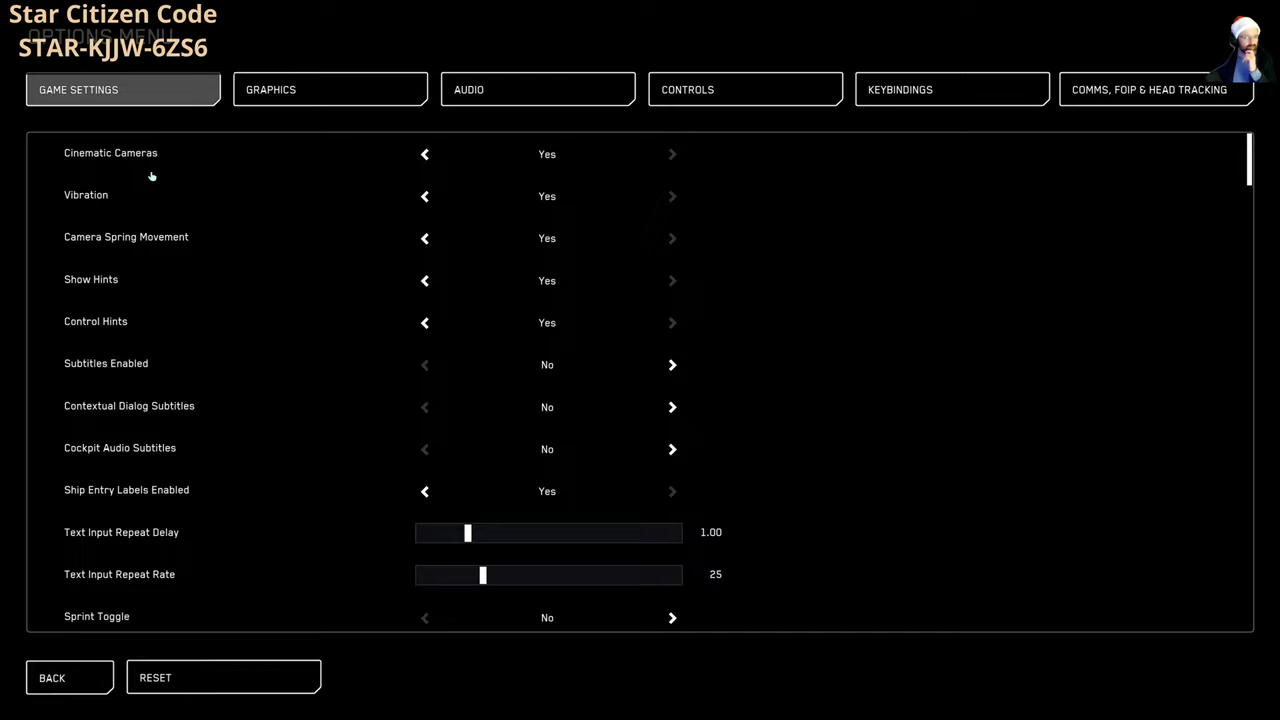 Star Citizen Code
OPTIONS MENU
STAR-KJJW-6ZS6
GAME SETTINGS
GRAPHICS
AUDIO
CONTROLS
KEYBINDINGS
COMMS, FOIP & HEAD TRACKING
Cinematic Cameras Yes
Vibration Yes
Camera Spring Movement Yes
Show Hints Yes
Control Hints Yes
Subtitles Enabled No
Contextual Dialog Subtitles No
Cockpit Audio Subtitles No
Ship Entry Labels Enabled Yes
Text Input Repeat Delay 1.00
Text Input Repeat Rate 25
Sprint Toggle No
BACK
RESET